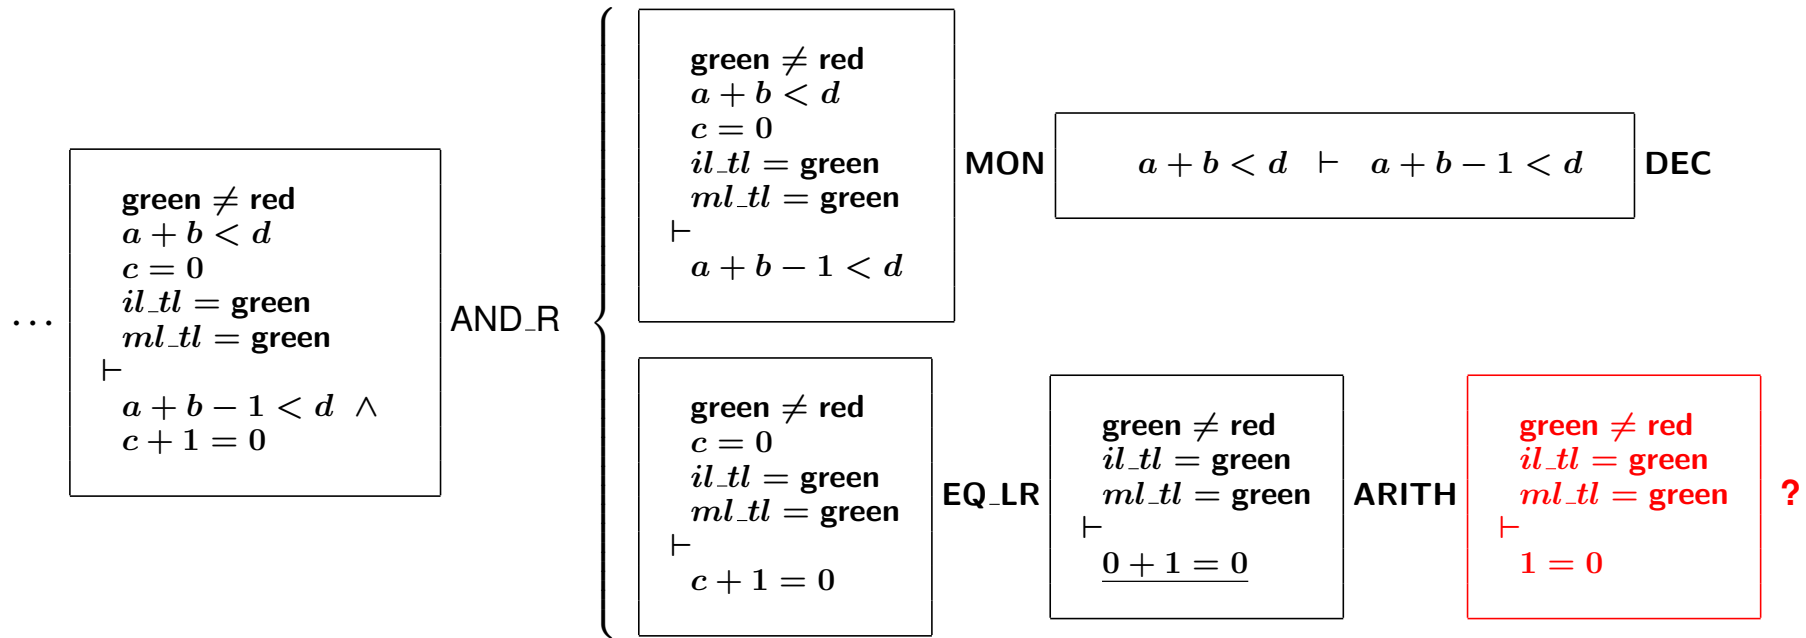 ...
green ≠ red
a + b < d
c = 0
il_tl = green
ml_tl = green
⊢
a + b − 1 < d ∧
c + 1 = 0
AND_R
green ≠ red
a + b < d
c = 0
il_tl = green
ml_tl = green
⊢
a + b − 1 < d
MON
a + b < d ⊢ a + b − 1 < d
DEC
green ≠ red
c = 0
il_tl = green
ml_tl = green
⊢
c + 1 = 0
EQ_LR
green ≠ red
il_tl = green
ml_tl = green
⊢
0 + 1 = 0
ARITH
green ≠ red
il_tl = green
ml_tl = green
⊢
1 = 0
?